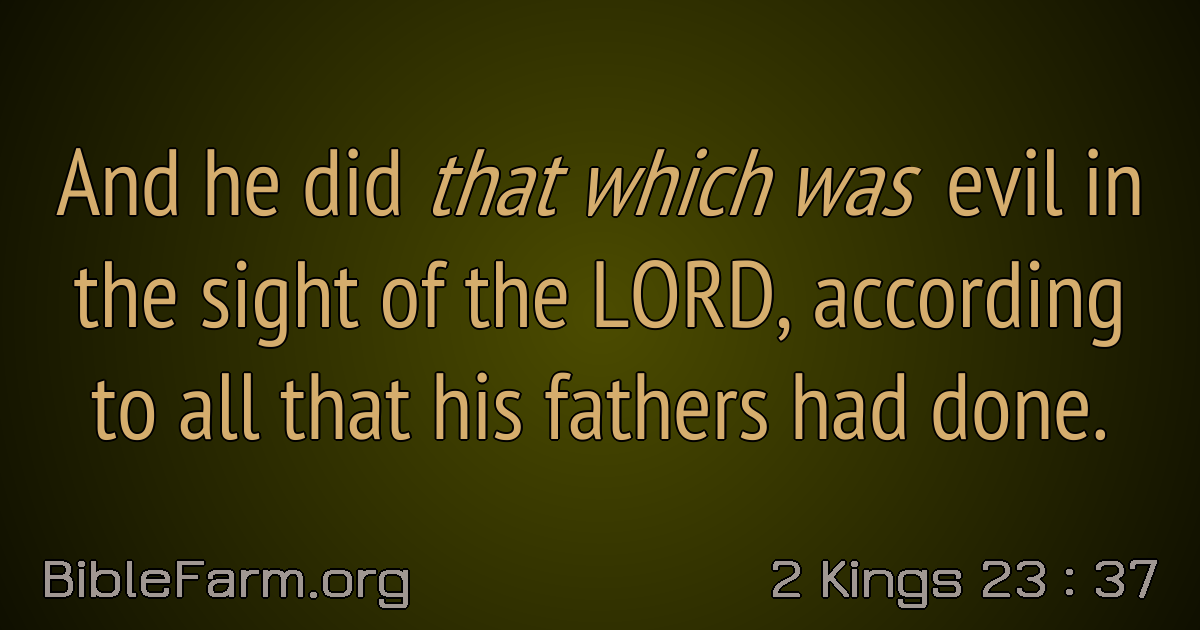 And he did that which was evil in
the sight of the LORD, according
to all that his fathers had done.
BibleFarm.org
2 Kings 23 : 37